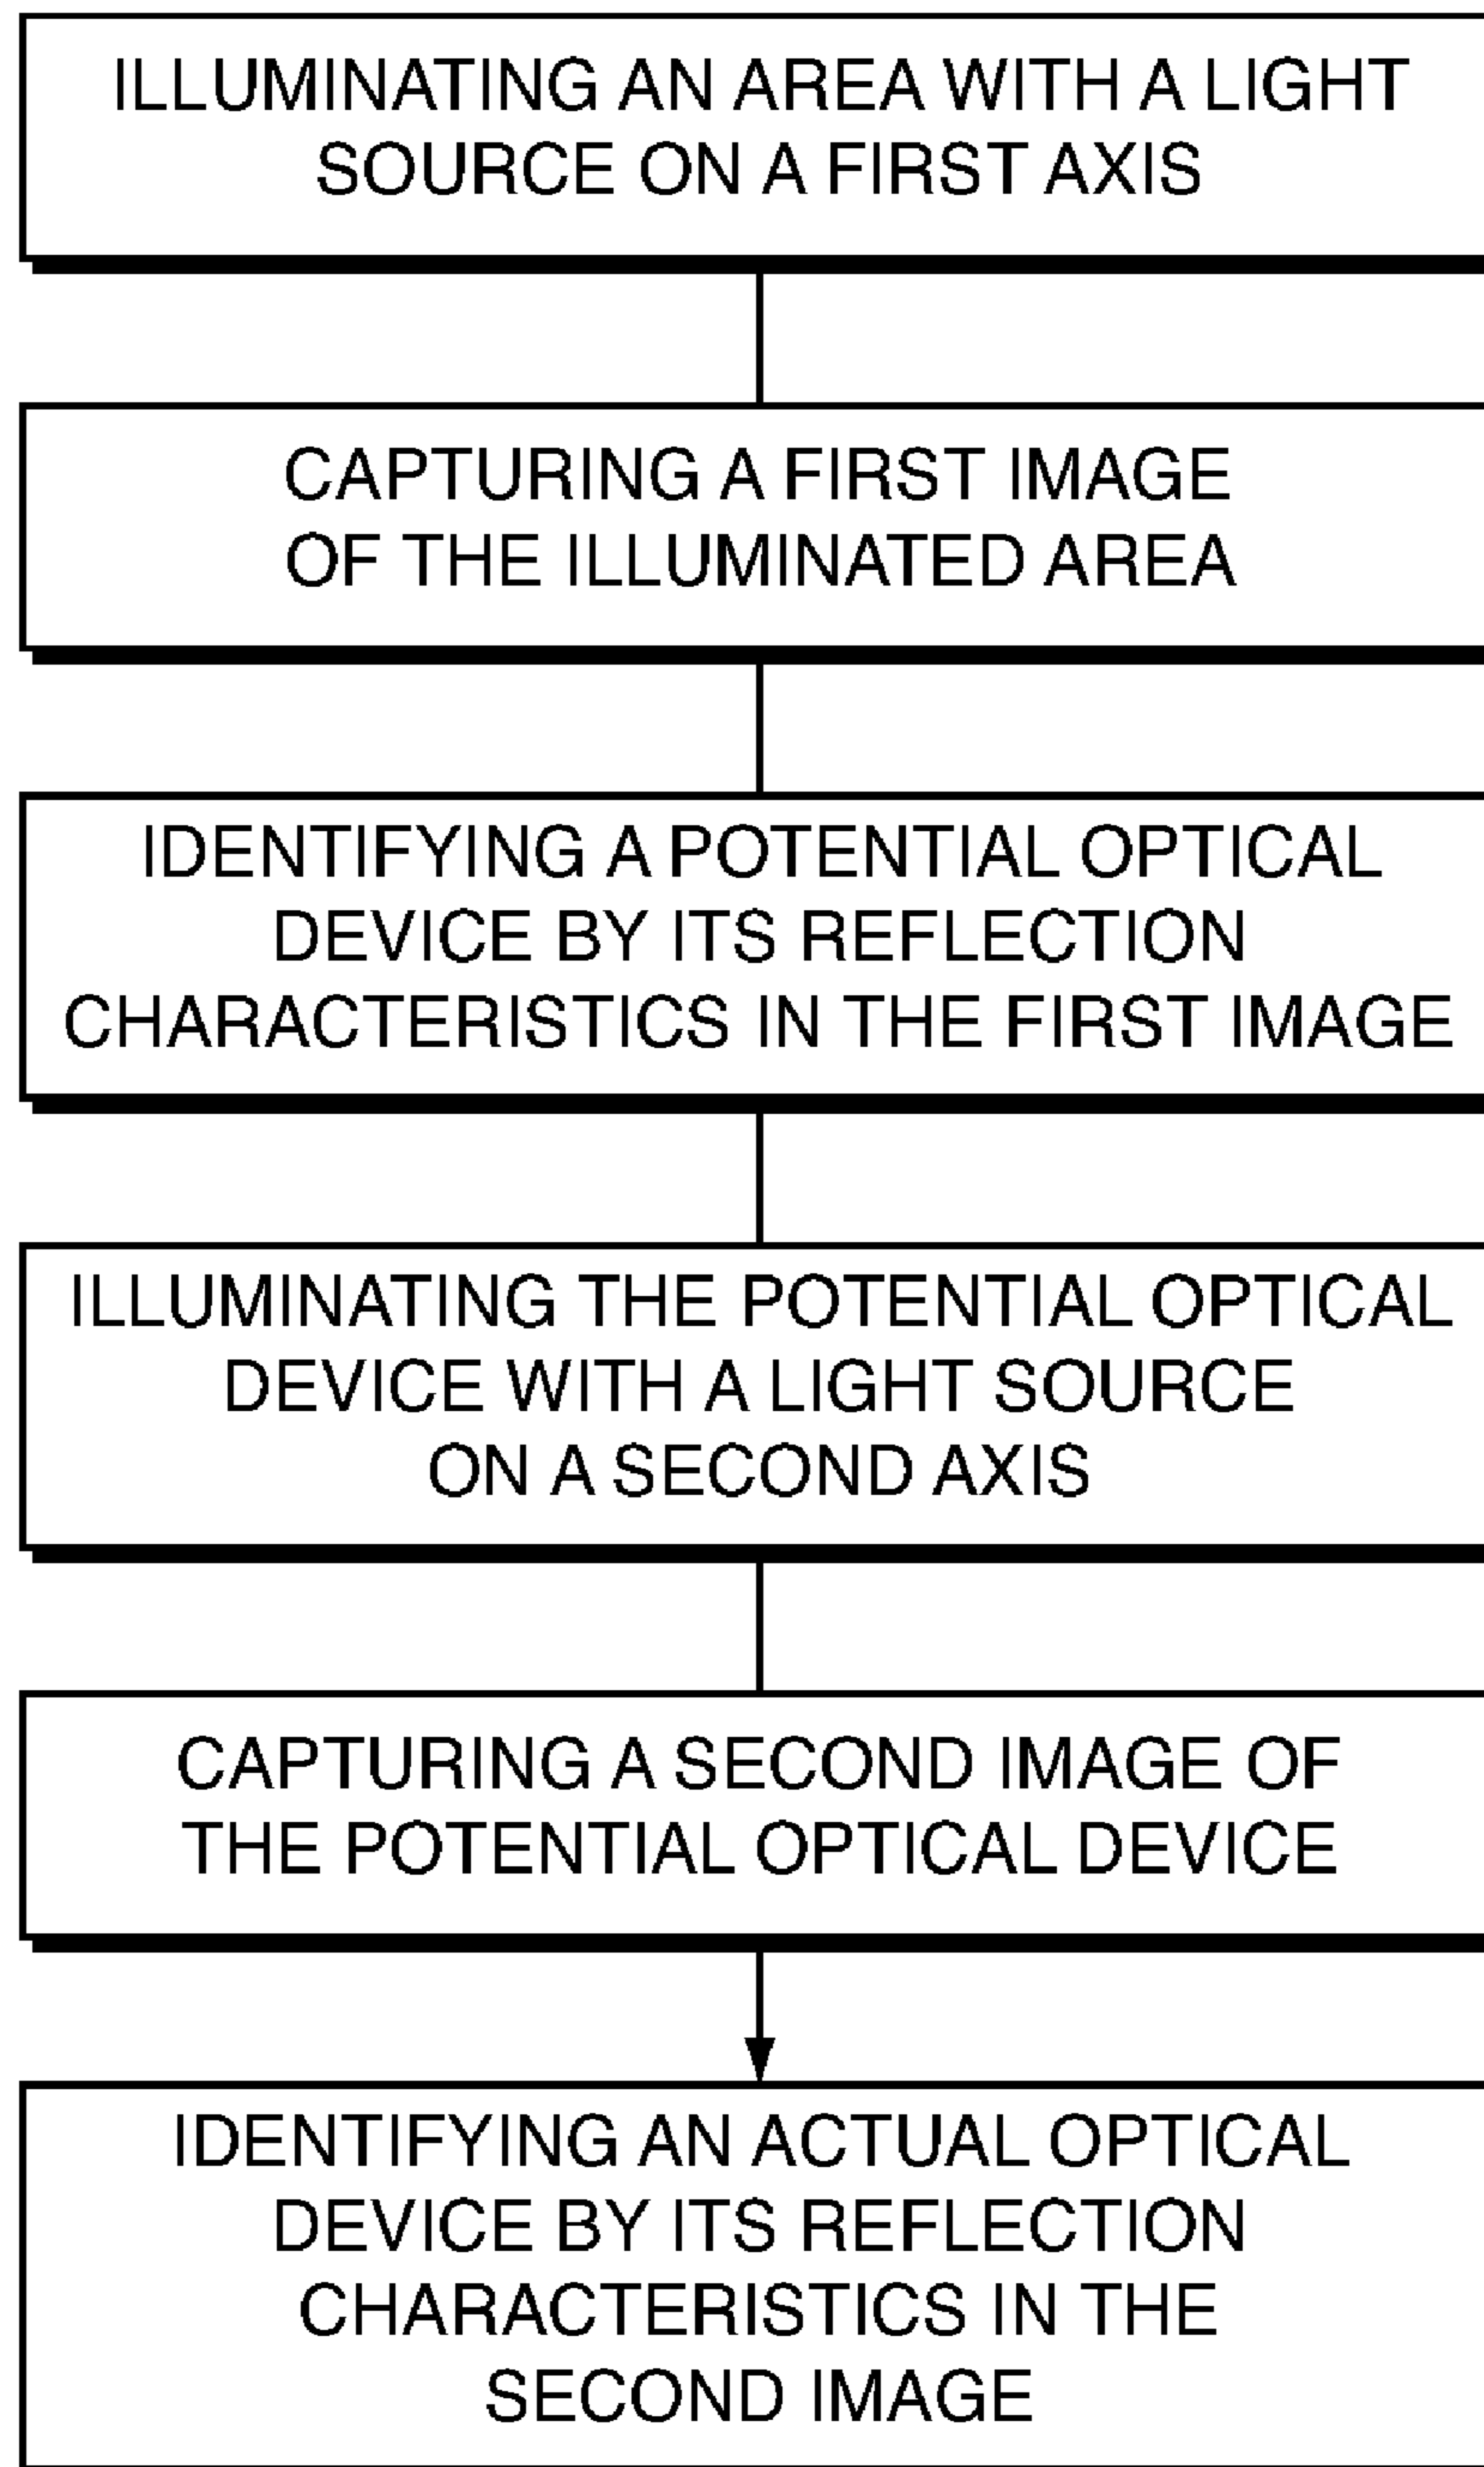 ILLUMINATING AN AREA WITH A LIGHT
SOURCE ON A FIRST AXIS
CAPTURING A FIRST IMAGE
OF THE ILLUMINATED AREA
IDENTIFYING A POTENTIAL OPTICAL
DEVICE BY ITS REFLECTION
CHARACTERISTICS IN THE FIRST IMAGE
ILLUMINATING THE POTENTIAL OPTICAL
DEVICE WITH A LIGHT SOURCE
ON A SECOND AXIS
CAPTURING A SECOND IMAGE OF
THE POTENTIAL OPTICAL DEVICE
IDENTIFYING AN ACTUAL OPTICAL
DEVICE BY ITS REFLECTION
CHARACTERISTICS IN THE
SECOND IMAGE